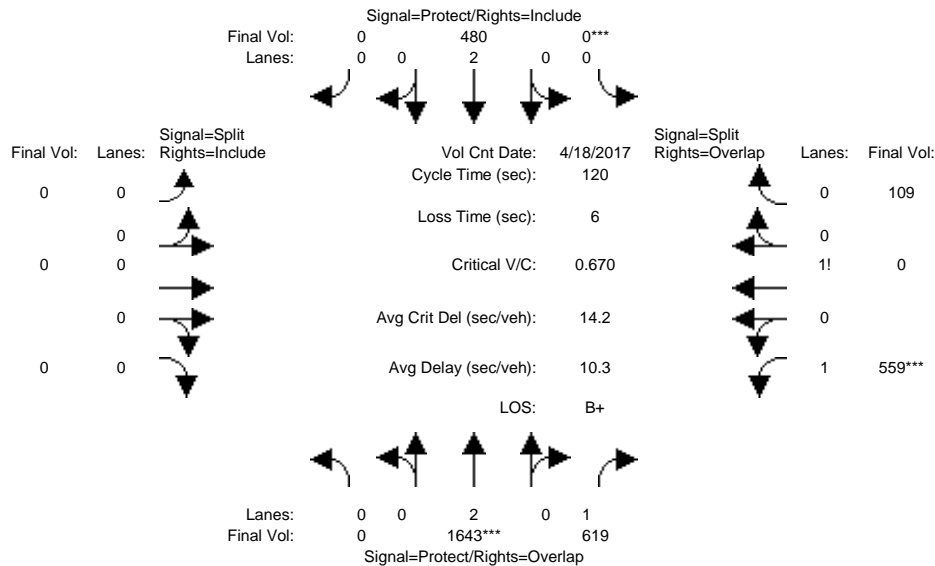 Signal=Protect/Rights=Include
Final Vol: 0 480 0***
Lanes: 0 0 2 0 0
Signal=Split
Final Vol: Lanes: Rights=Include
Vol Cnt Date: 4/18/2017
Signal=Split
Rights=Overlap Lanes: Final Vol:
Cycle Time (sec): 120
0 0
0 109
Loss Time (sec): 6
0
0
0 0
Critical V/C: 0.670
1! 0
0
Avg Crit Del (sec/veh): 14.2
0
0 0
Avg Delay (sec/veh): 10.3
1 559***
LOS: B+
Lanes: 0 0 2 0 1
Final Vol: 0 1643*** 619
Signal=Protect/Rights=Overlap